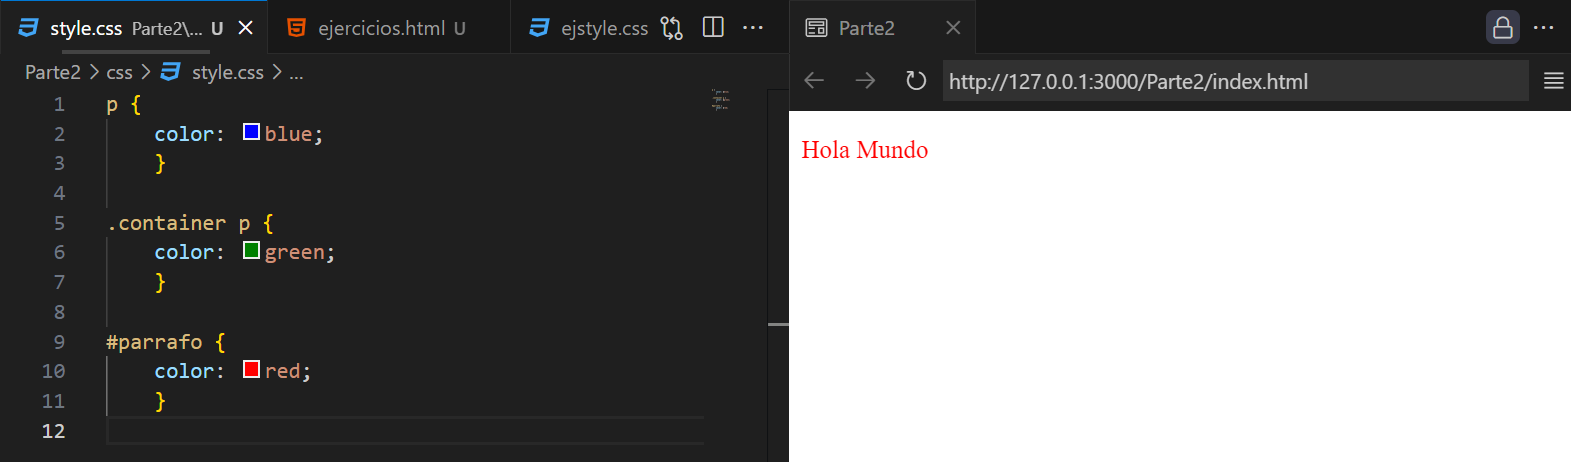 style.css Parte2\... U
ejercicios.html U
ejstyle.css
Parte2 > css > style.css > ...
1 p {
2 color: blue;
3 }
4
5 .container p {
6 color: green;
7 }
8
9 #parrafo {
10 color: red;
11 }
12
Parte2
http://127.0.0.1:3000/Parte2/index.html
Hola Mundo